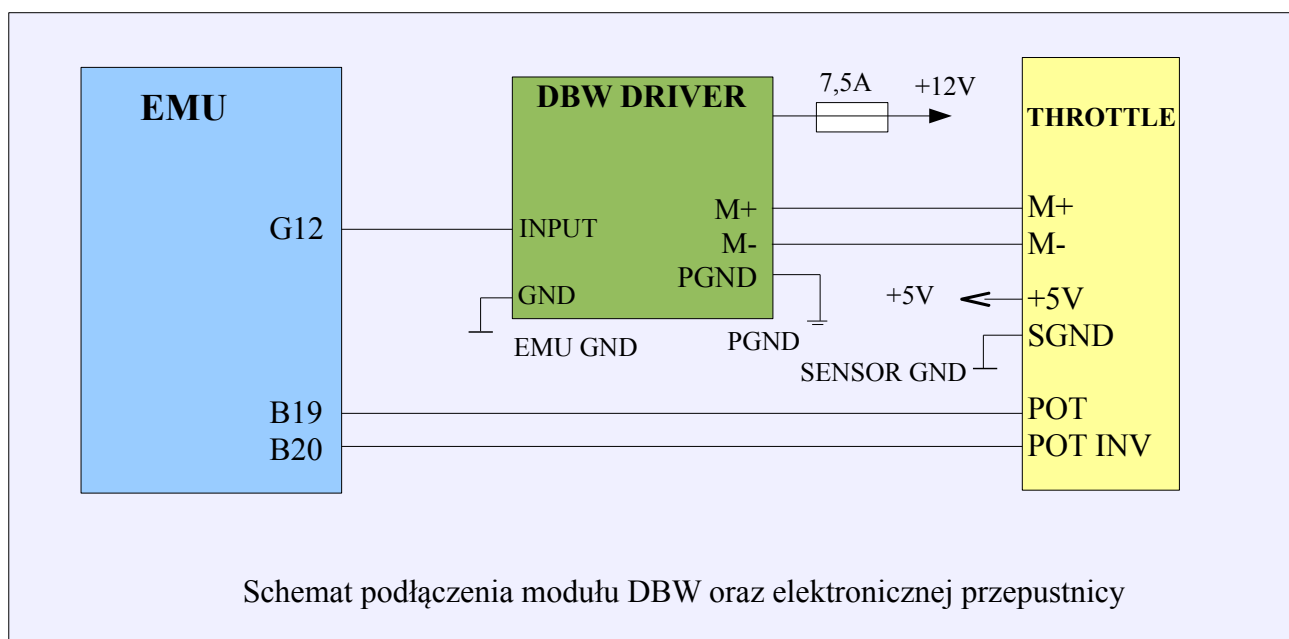 EMU
DBW DRIVER
7,5A
+12V
THROTTLE
G12
INPUT
M+
M+
M-
M-
PGND
GND
+5V
+5V
EMU GND
PGND
SGND
SENSOR GND
B19
POT
B20
POT INV
Schemat podłączenia modułu DBW oraz elektronicznej przepustnicy